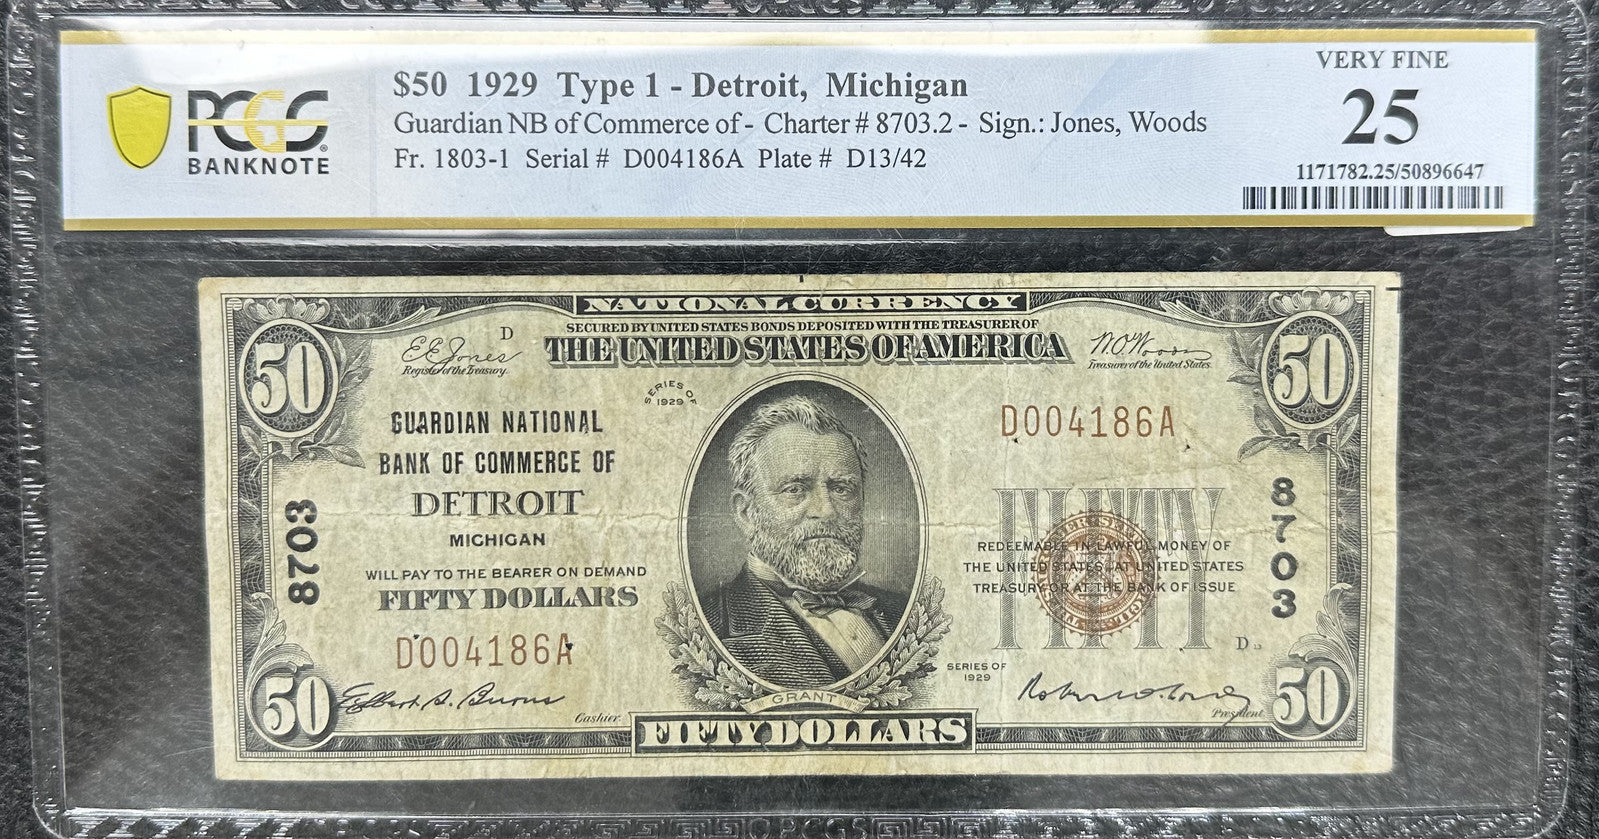 PCGS
BANKNOTE
$50 1929 Type 1 - Detroit, Michigan
Guardian NB of Commerce of - Charter # 8703.2 - Sign.: Jones, Woods
Fr. 1803-1 Serial # D004186A Plate # D13/42
VERY FINE
25
1171782.25/50896647
NATIONAL CURRENCY
SECURED BY UNITED STATES BONDS DEPOSITED WITH THE TREASURER OF
THE UNITED STATES OF AMERICA
50
50
D
E E Jones
Register of the Treasury.
W.O. Woods
Treasurer of the United States.
SERIES OF
1929
GUARDIAN NATIONAL
BANK OF COMMERCE OF
DETROIT
MICHIGAN
WILL PAY TO THE BEARER ON DEMAND
FIFTY DOLLARS
D004186A
D004186A
8703
8703
FIFTY
REDEEMABLE IN LAWFUL MONEY OF
THE UNITED STATES AT UNITED STATES
TREASURY OR AT THE BANK OF ISSUE
D
SERIES OF
1929
Cashier.
President
GRANT
50
FIFTY DOLLARS
50
PCGS